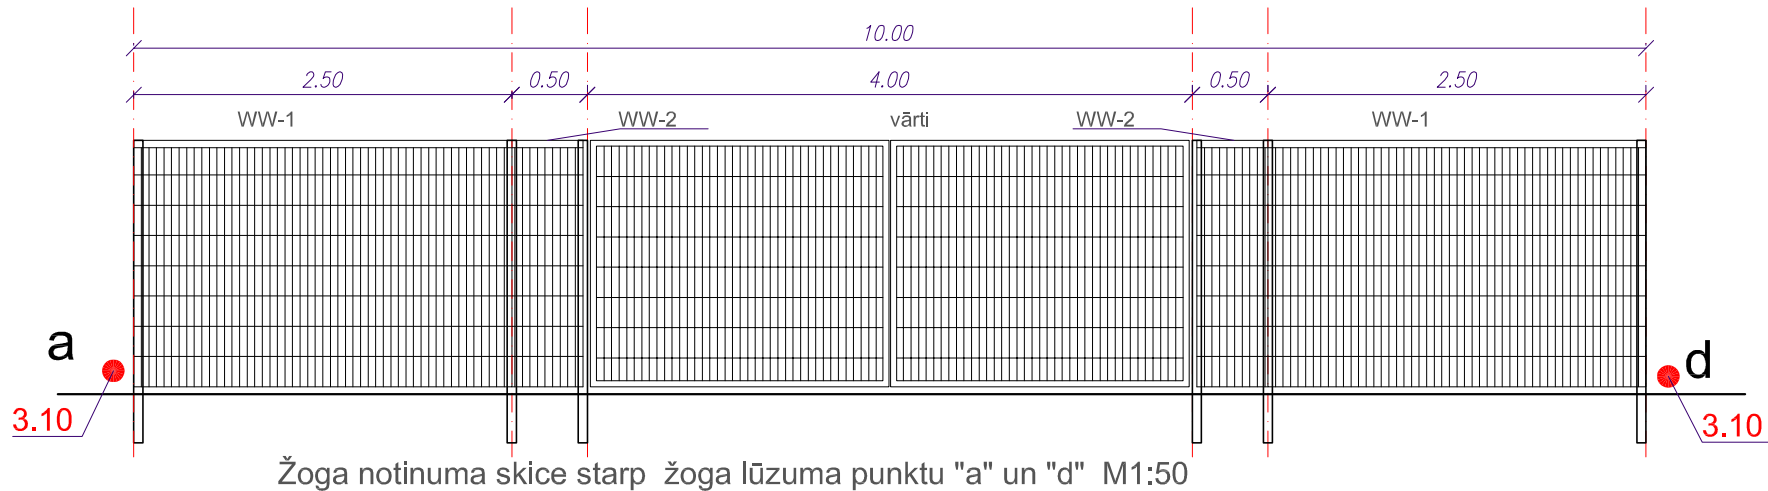 10.00
2.50 0.50 4.00 0.50 2.50
WW-1 WW-2 vārti WW-2 WW-1
a d
3.10 3.10
Žoga notinuma skice starp žoga lūzuma punktu "a" un "d" M1:50